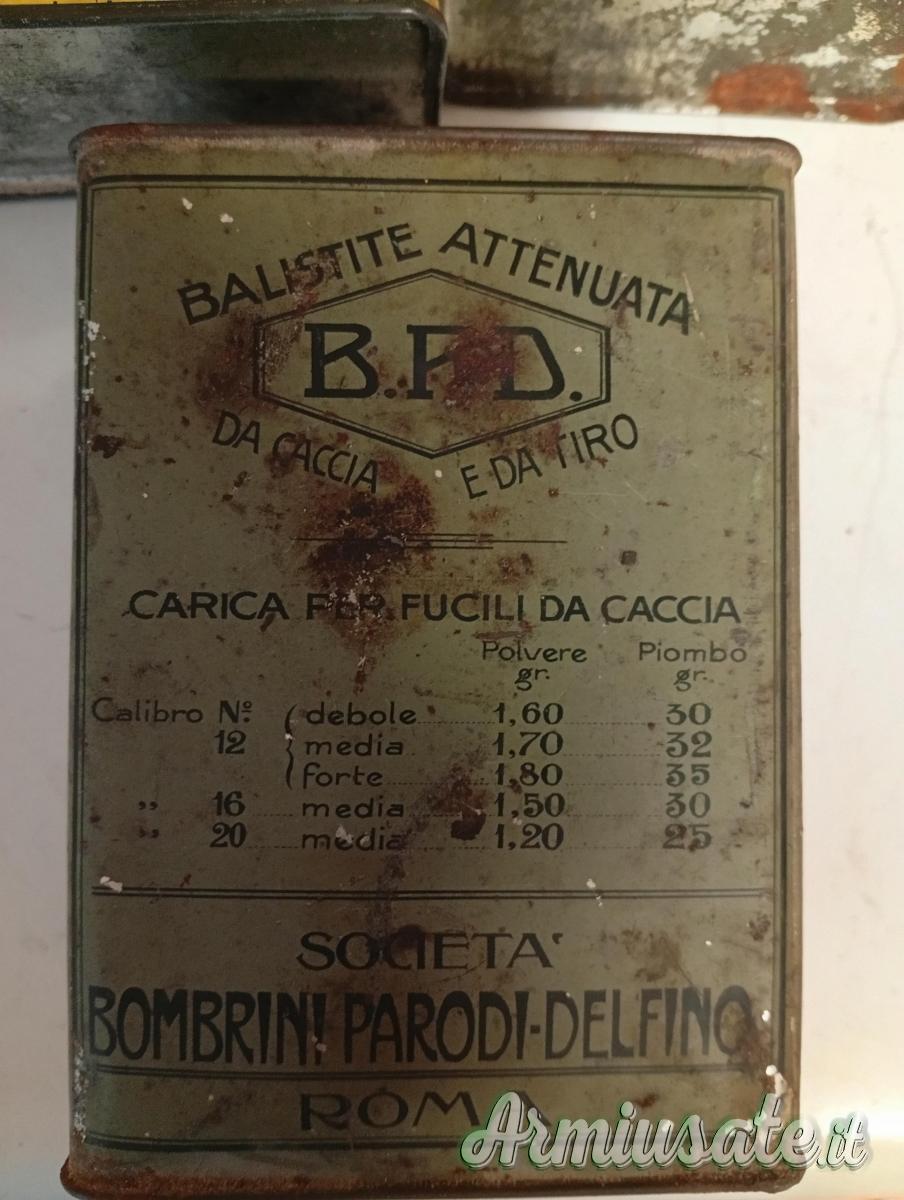 BALISTITE ATTENUATA
B.P.D.
DA CACCIA E DA TIRO
CARICA PER FUCILI DA CACCIA
Polvere Piombo
gr. gr.
Calibro Nº debole 1,60 30
12 media 1,70 32
forte 1,80 35
„ 16 media 1,50 30
„ 20 media 1,20 25
SOCIETA'
BOMBRINI PARODI-DELFINO
ROMA
Armiusate.it